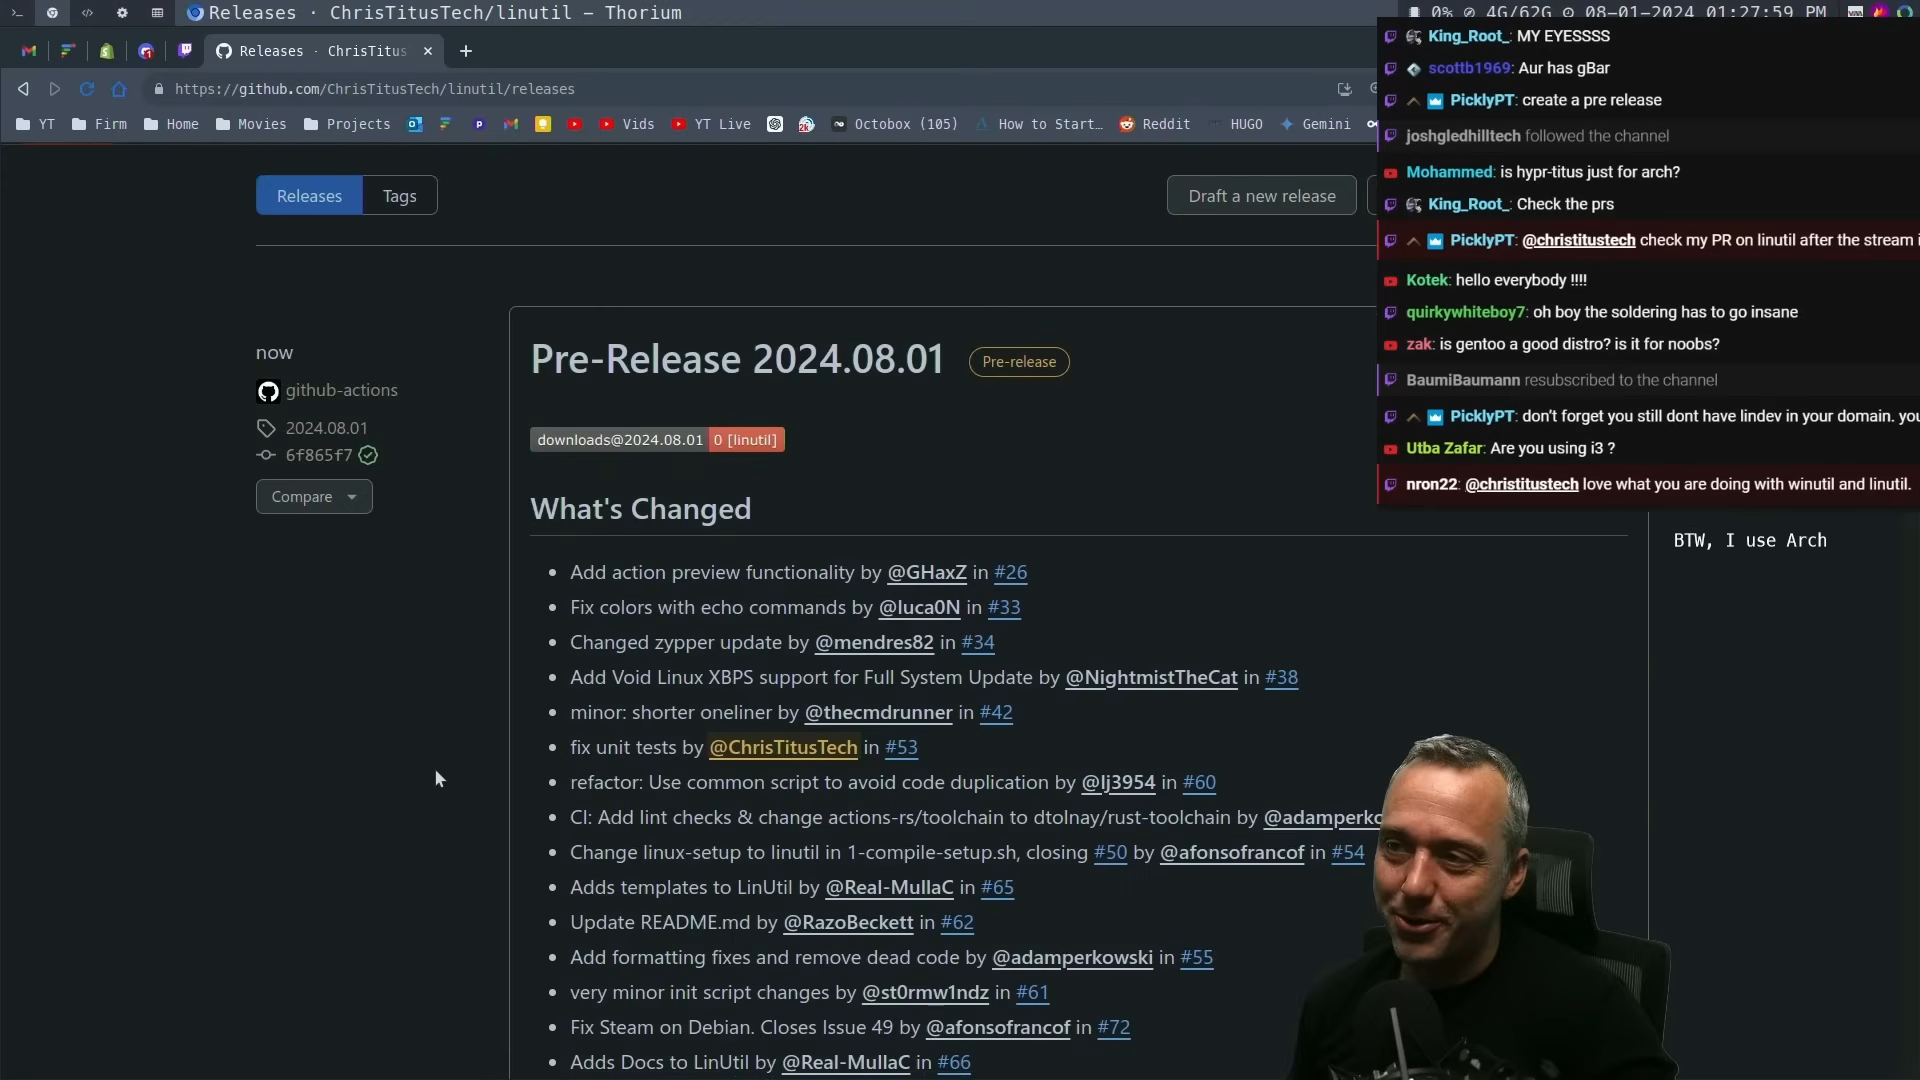 Releases · ChrisTitusTech/linutil — Thorium
0% 4G/62G 08-01-2024 01:27:59 PM
Releases · ChrisTitus
https://github.com/ChrisTitusTech/linutil/releases
YT Firm Home Movies Projects Vids YT Live Octobox (105) How to Start… Reddit HUGO Gemini
Releases Tags Draft a new release
now
github-actions
2024.08.01
6f865f7
Compare
Pre-Release 2024.08.01 Pre-release
downloads@2024.08.01 0 [linutil]
What's Changed
Add action preview functionality by @GHaxZ in #26
Fix colors with echo commands by @luca0N in #33
Changed zypper update by @mendres82 in #34
Add Void Linux XBPS support for Full System Update by @NightmistTheCat in #38
minor: shorter oneliner by @thecmdrunner in #42
fix unit tests by @ChrisTitusTech in #53
refactor: Use common script to avoid code duplication by @lj3954 in #60
CI: Add lint checks & change actions-rs/toolchain to dtolnay/rust-toolchain by @adamperko
Change linux-setup to linutil in 1-compile-setup.sh, closing #50 by @afonsofrancof in #54
Adds templates to LinUtil by @Real-MullaC in #65
Update README.md by @RazoBeckett in #62
Add formatting fixes and remove dead code by @adamperkowski in #55
very minor init script changes by @st0rmw1ndz in #61
Fix Steam on Debian. Closes Issue 49 by @afonsofrancof in #72
Adds Docs to LinUtil by @Real-MullaC in #66
King_Root_: MY EYESSSS
scottb1969: Aur has gBar
PicklyPT: create a pre release
joshgledhilltech followed the channel
Mohammed: is hypr-titus just for arch?
King_Root_: Check the prs
PicklyPT: @christitustech check my PR on linutil after the stream i
Kotek: hello everybody !!!!
quirkywhiteboy7: oh boy the soldering has to go insane
zak: is gentoo a good distro? is it for noobs?
BaumiBaumann resubscribed to the channel
PicklyPT: don't forget you still dont have lindev in your domain. you
Utba Zafar: Are you using i3 ?
nron22: @christitustech love what you are doing with winutil and linutil.
BTW, I use Arch